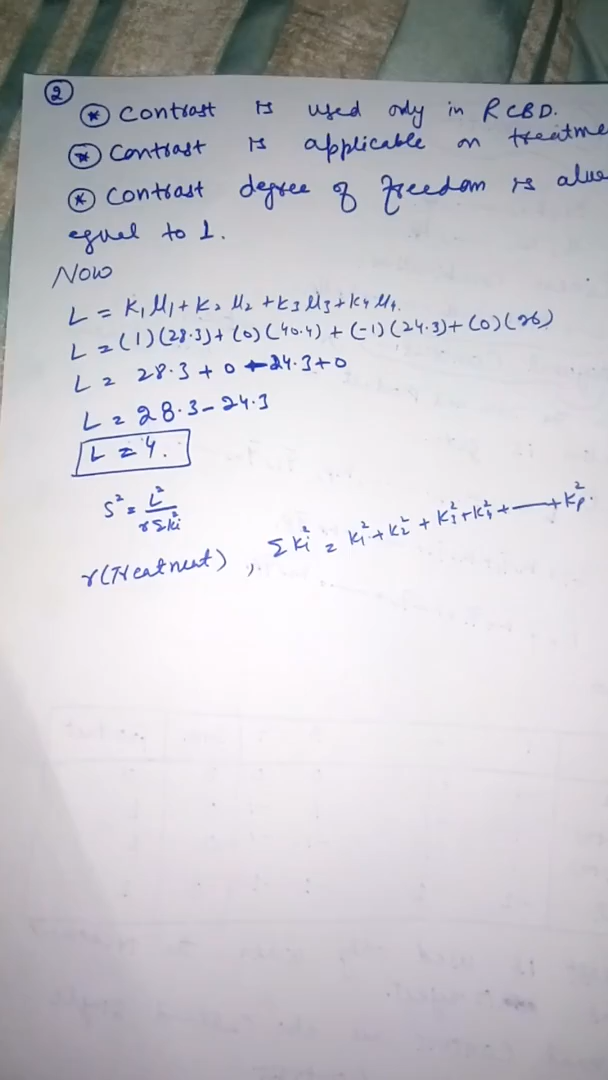 ②
⊛ Contrast is used only in RCBD.
⊛ Contrast is applicable on treatme
⊛ Contrast degree of freedom is alwa
equal to 1.
Now
L = K₁M₁ + K₂M₂ + K₃M₃ + K₄M₄.
L = (1)(28.3) + (0)(40.4) + (-1)(24.3) + (0)(26)
L = 28.3 + 0 - 24.3 + 0
L = 28.3 - 24.3
L = 4.
S² = L² / rΣKi²
r(Treatment), ΣKi² = K₁² + K₂² + K₃² + K₄² + — + Kp².